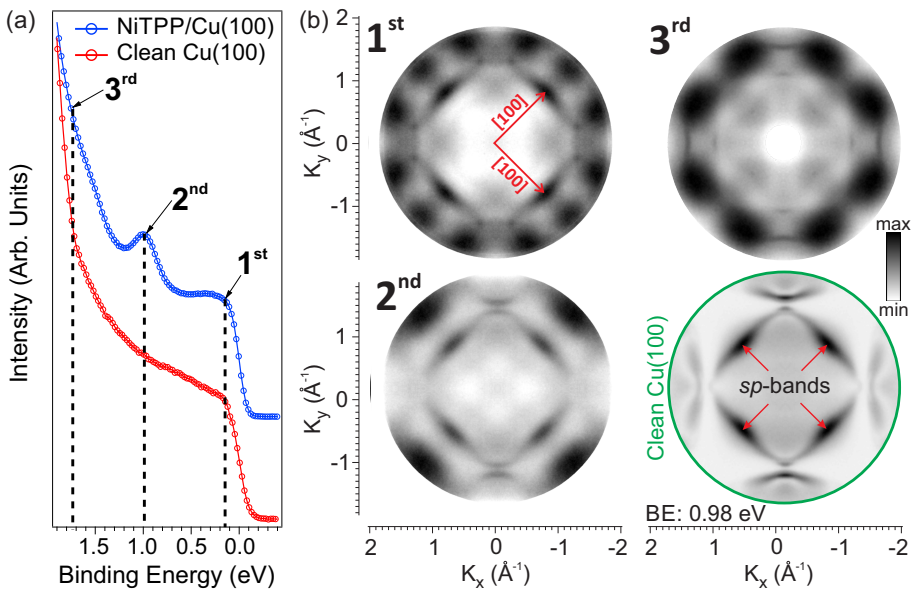 (a)
NiTPP/Cu(100)
Clean Cu(100)
3rd
2nd
1st
Intensity (Arb. Units)
1.5
1.0
0.5
0.0
Binding Energy (eV)
(b)
1st
2
1
0
-1
Ky (Å-1)
[100]
[100]
3rd
max
min
2nd
1
0
-1
Ky (Å-1)
2
1
0
-1
-2
Kx (Å-1)
Clean Cu(100)
sp-bands
BE: 0.98 eV
2
1
0
-1
-2
Kx (Å-1)